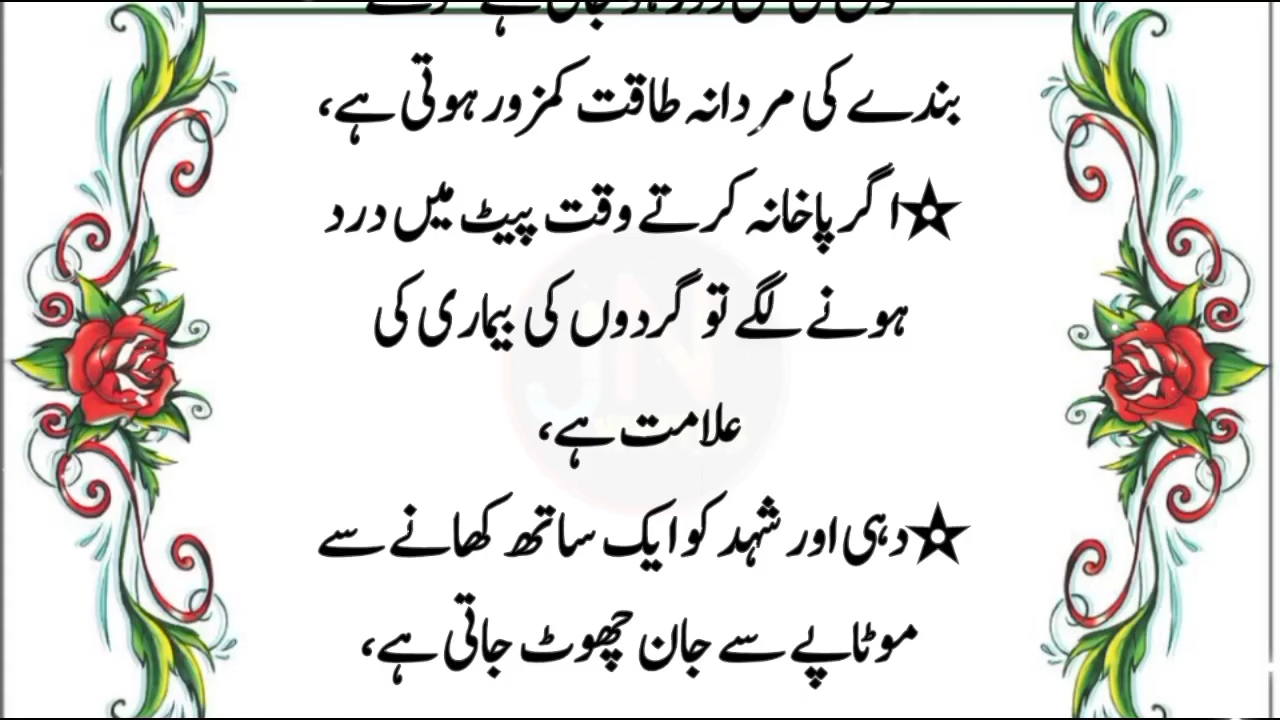 بندے کی مردانہ طاقت کمزور ہوتی ہے،
★اگر پاخانہ کرتے وقت پیٹ میں درد
ہونے لگے تو گردوں کی بیماری کی
علامت ہے،
★دہی اور شہد کو ایک ساتھ کھانے سے
موٹاپے سے جان چھوٹ جاتی ہے،
JN